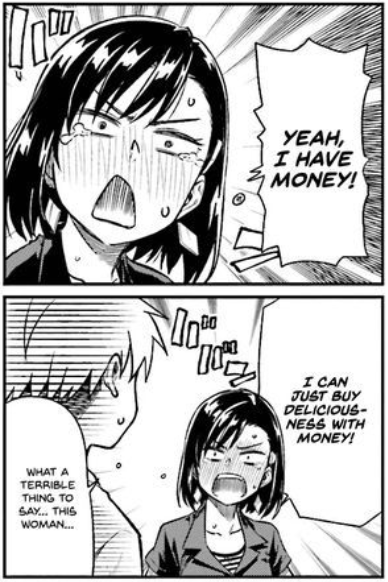 YEAH,
I HAVE
MONEY!
I CAN
JUST BUY
DELICIOUS-
NESS WITH
MONEY!
WHAT A
TERRIBLE
THING TO
SAY... THIS
WOMAN...